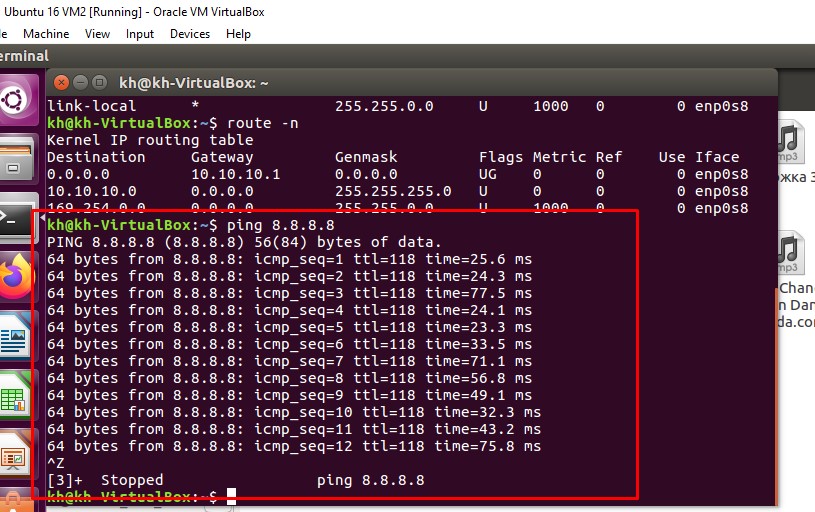 Ubuntu 16 VM2 [Running] - Oracle VM VirtualBox
le Machine View Input Devices Help
erminal
kh@kh-VirtualBox: ~
link-local * 255.255.0.0 U 1000 0 0 enp0s8
kh@kh-VirtualBox:~$ route -n
Kernel IP routing table
Destination Gateway Genmask Flags Metric Ref Use Iface
0.0.0.0 10.10.10.1 0.0.0.0 UG 0 0 0 enp0s8
10.10.10.0 0.0.0.0 255.255.255.0 U 0 0 0 enp0s8
169.254.0.0 0.0.0.0 255.255.0.0 U 1000 0 0 enp0s8
kh@kh-VirtualBox:~$ ping 8.8.8.8
PING 8.8.8.8 (8.8.8.8) 56(84) bytes of data.
64 bytes from 8.8.8.8: icmp_seq=1 ttl=118 time=25.6 ms
64 bytes from 8.8.8.8: icmp_seq=2 ttl=118 time=24.3 ms
64 bytes from 8.8.8.8: icmp_seq=3 ttl=118 time=77.5 ms
64 bytes from 8.8.8.8: icmp_seq=4 ttl=118 time=24.1 ms
64 bytes from 8.8.8.8: icmp_seq=5 ttl=118 time=23.3 ms
64 bytes from 8.8.8.8: icmp_seq=6 ttl=118 time=33.5 ms
64 bytes from 8.8.8.8: icmp_seq=7 ttl=118 time=71.1 ms
64 bytes from 8.8.8.8: icmp_seq=8 ttl=118 time=56.8 ms
64 bytes from 8.8.8.8: icmp_seq=9 ttl=118 time=49.1 ms
64 bytes from 8.8.8.8: icmp_seq=10 ttl=118 time=32.3 ms
64 bytes from 8.8.8.8: icmp_seq=11 ttl=118 time=43.2 ms
64 bytes from 8.8.8.8: icmp_seq=12 ttl=118 time=75.8 ms
^Z
[3]+ Stopped ping 8.8.8.8
kh@kh-VirtualBox:~$
mp3
ожка 3
mp3
Chan
n Dan
da.co